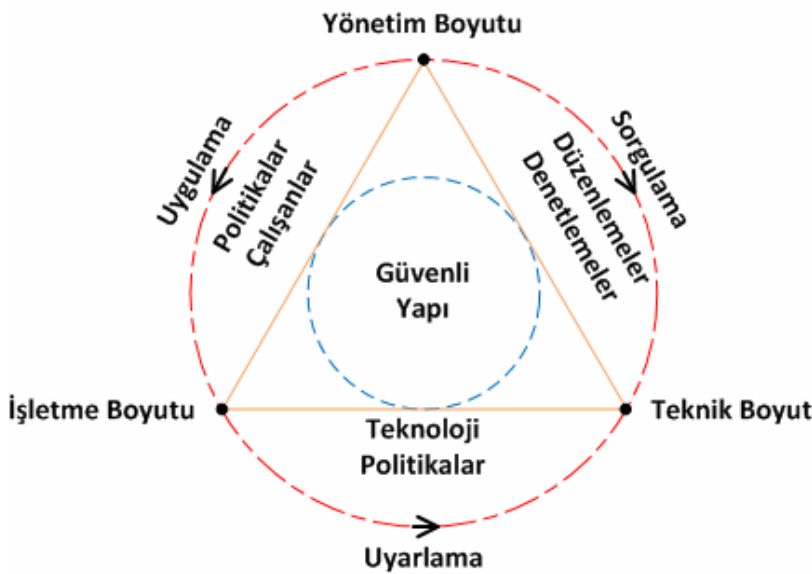 Yönetim Boyutu
Uygulama
Politikalar
Çalışanlar
Sorgulama
Düzenlemeler
Denetlemeler
Güvenli
Yapı
İşletme Boyutu
Teknik Boyut
Teknoloji
Politikalar
Uyarlama